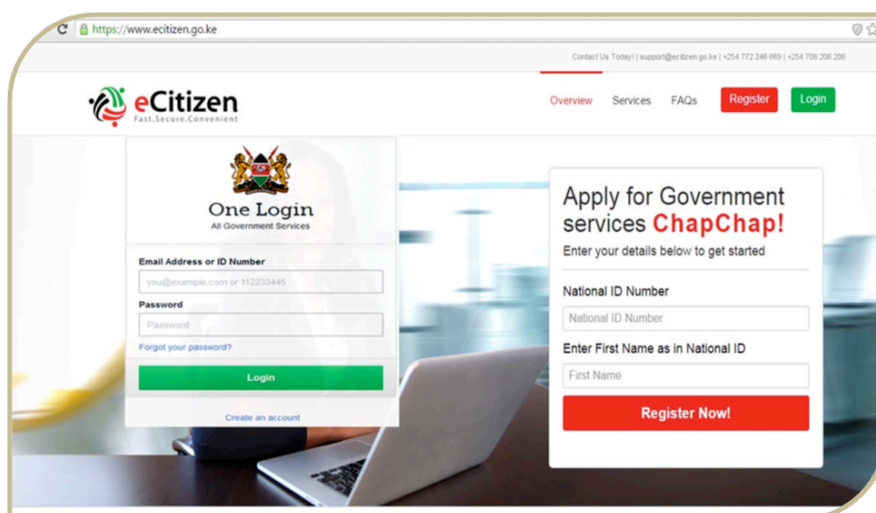 https://www.ecitizen.go.ke
Contact Us Today! | support@ecitizen.go.ke | +254 772 246 669 | +254 708 206 206
eCitizen
Fast.Secure.Convenient
Overview Services FAQs Register Login
One Login
All Government Services
Email Address or ID Number
you@example.com or 112233445
Password
Password
Forgot your password?
Login
Create an account
Apply for Government
services ChapChap!
Enter your details below to get started
National ID Number
National ID Number
Enter First Name as in National ID
First Name
Register Now!